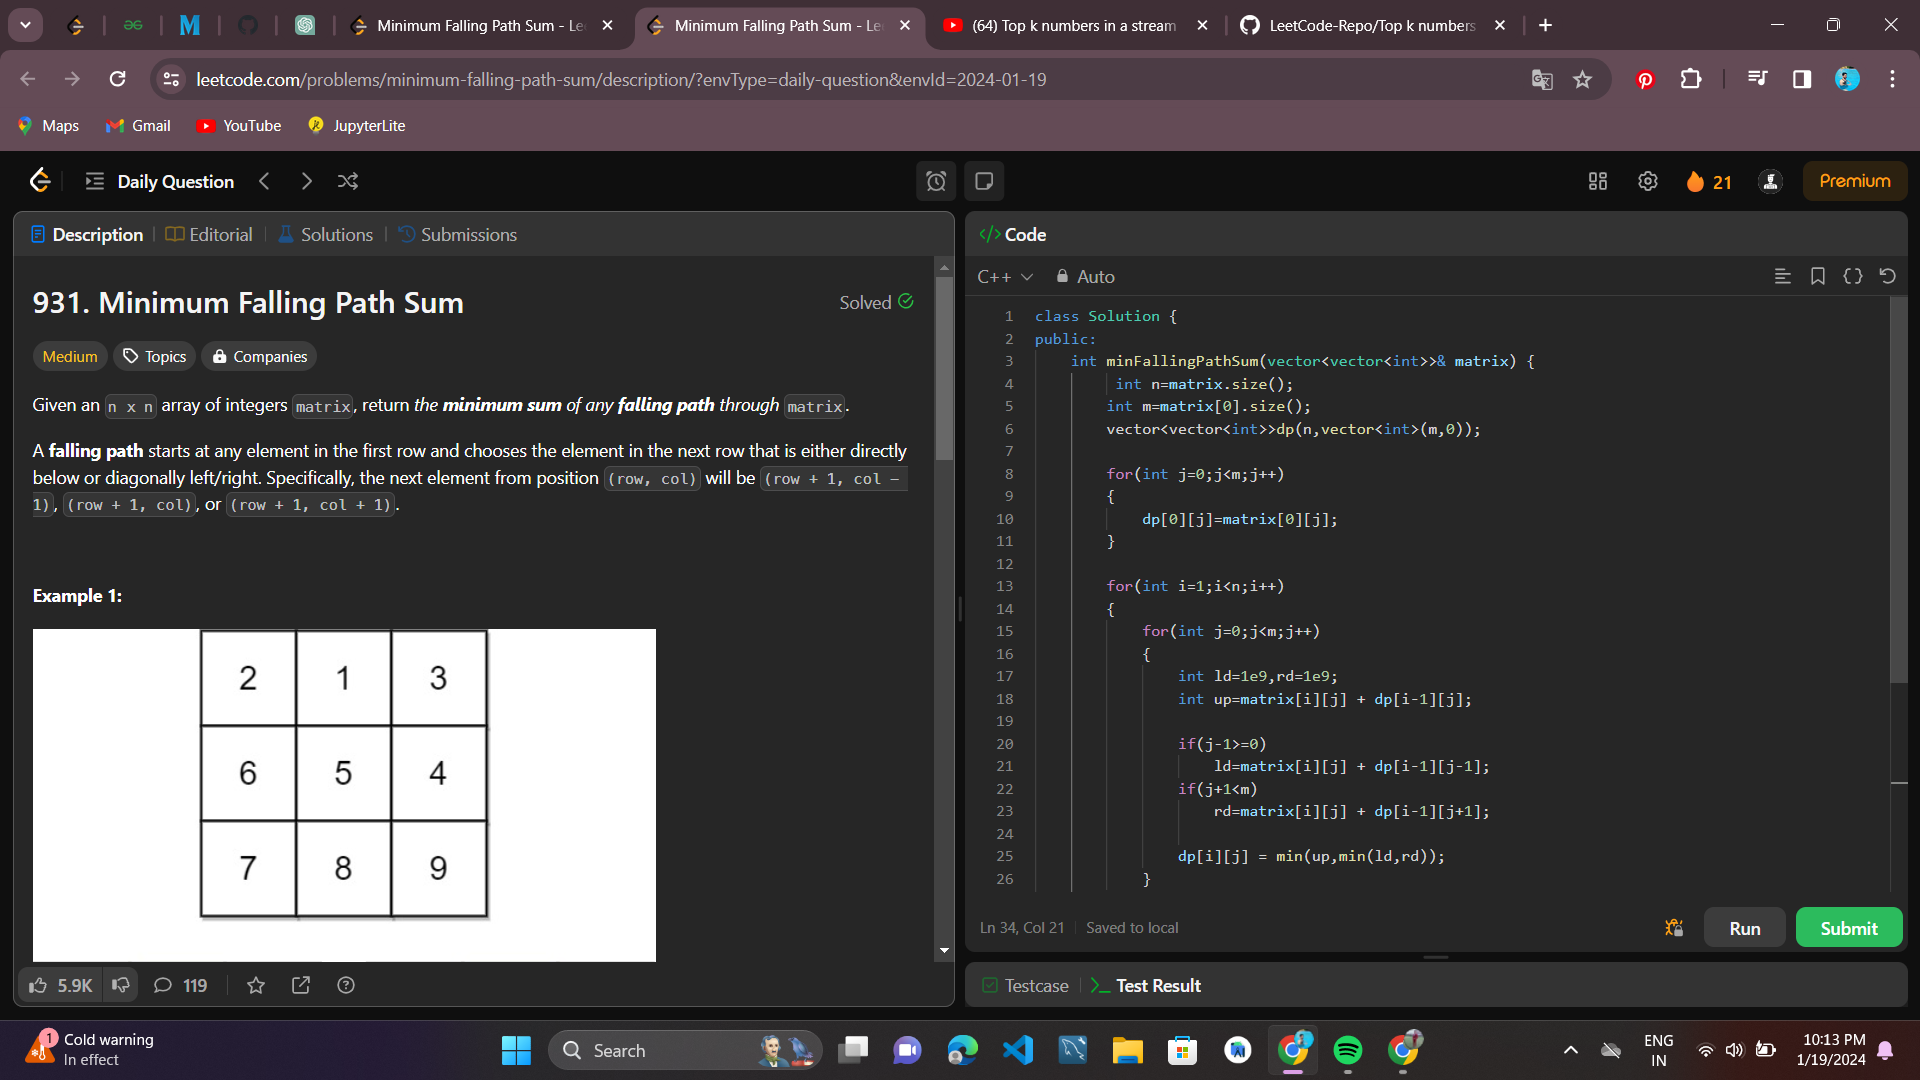 Minimum Falling Path Sum - Le
Minimum Falling Path Sum - Le
(64) Top k numbers in a stream
LeetCode-Repo/Top k numbers
leetcode.com/problems/minimum-falling-path-sum/description/?envType=daily-question&envId=2024-01-19
Maps
Gmail
YouTube
JupyterLite
Daily Question
21
Premium
Description
Editorial
Solutions
Submissions
931. Minimum Falling Path Sum
Solved
Medium
Topics
Companies
Given an n x n array of integers matrix, return the minimum sum of any falling path through matrix.
A falling path starts at any element in the first row and chooses the element in the next row that is either directly
below or diagonally left/right. Specifically, the next element from position (row, col) will be (row + 1, col -
1), (row + 1, col), or (row + 1, col + 1).
Example 1:
2 1 3
6 5 4
7 8 9
5.9K
119
</> Code
C++
Auto
1 class Solution {
2 public:
3 int minFallingPathSum(vector<vector<int>>& matrix) {
4 int n=matrix.size();
5 int m=matrix[0].size();
6 vector<vector<int>>dp(n,vector<int>(m,0));
7
8 for(int j=0;j<m;j++)
9 {
10 dp[0][j]=matrix[0][j];
11 }
12
13 for(int i=1;i<n;i++)
14 {
15 for(int j=0;j<m;j++)
16 {
17 int ld=1e9,rd=1e9;
18 int up=matrix[i][j] + dp[i-1][j];
19
20 if(j-1>=0)
21 ld=matrix[i][j] + dp[i-1][j-1];
22 if(j+1<m)
23 rd=matrix[i][j] + dp[i-1][j+1];
24
25 dp[i][j] = min(up,min(ld,rd));
26 }
Ln 34, Col 21
Saved to local
Run
Submit
Testcase
Test Result
1
Cold warning
In effect
Search
ENG
IN
10:13 PM
1/19/2024